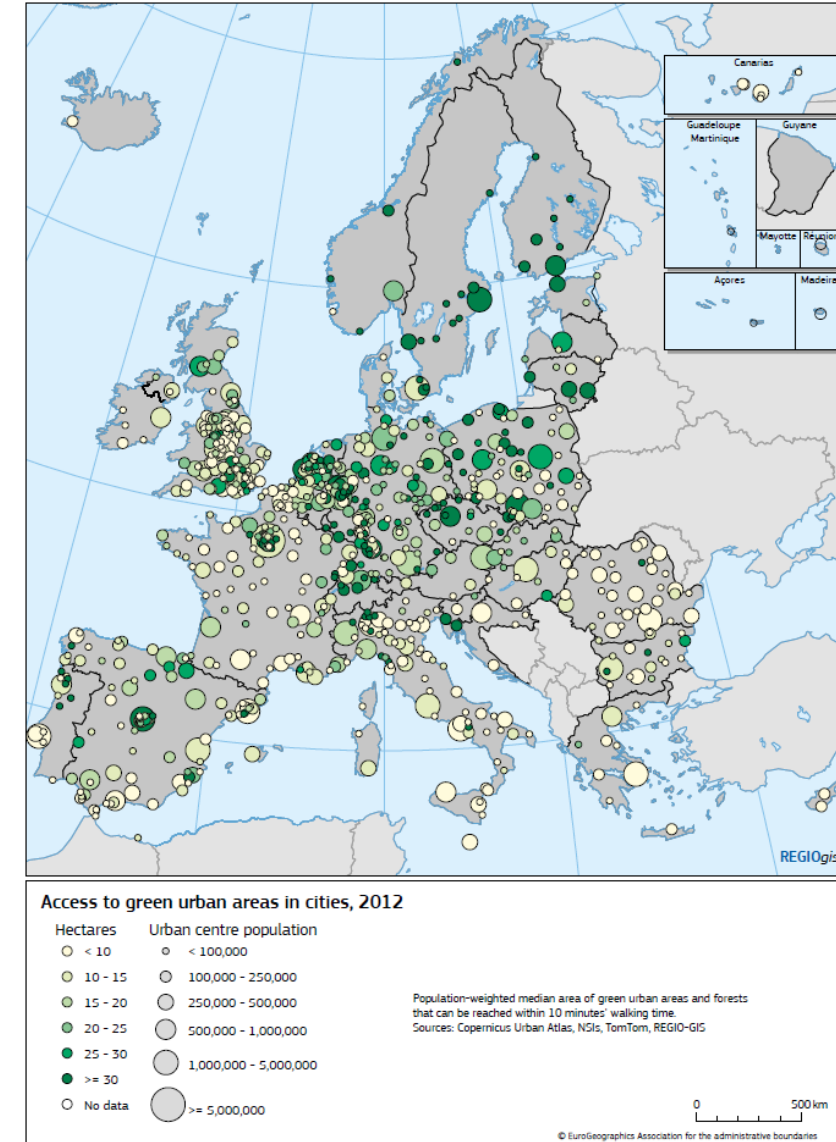 Canarias
Guadeloupe
Martinique
Guyane
Mayotte
Réunion
Açores
Madeira
REGIOgis
Access to green urban areas in cities, 2012
Hectares
Urban centre population
< 10
< 100,000
10 - 15
100,000 - 250,000
15 - 20
250,000 - 500,000
20 - 25
500,000 - 1,000,000
25 - 30
1,000,000 - 5,000,000
>= 30
No data
>= 5,000,000
Population-weighted median area of green urban areas and forests
that can be reached within 10 minutes' walking time.
Sources: Copernicus Urban Atlas, NSIs, TomTom, REGIO-GIS
0 500 km
© EuroGeographics Association for the administrative boundaries